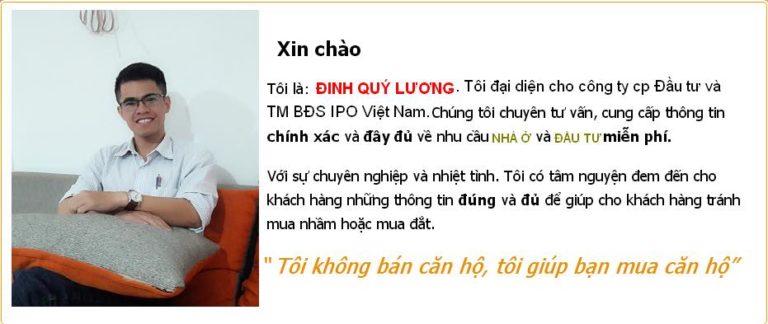 Xin chào
Tôi là: ĐINH QUÝ LƯƠNG. Tôi đại diện cho công ty cp Đầu tư và
TM BĐS IPO Việt Nam.Chúng tôi chuyên tư vấn, cung cấp thông tin
chính xác và đầy đủ về nhu cầu NHÀ Ở và ĐẦU TƯ miễn phí.
Với sự chuyên nghiệp và nhiệt tình. Tôi có tâm nguyện đem đến cho
khách hàng những thông tin đúng và đủ để giúp cho khách hàng tránh
mua nhầm hoặc mua đắt.
" Tôi không bán căn hộ, tôi giúp bạn mua căn hộ"